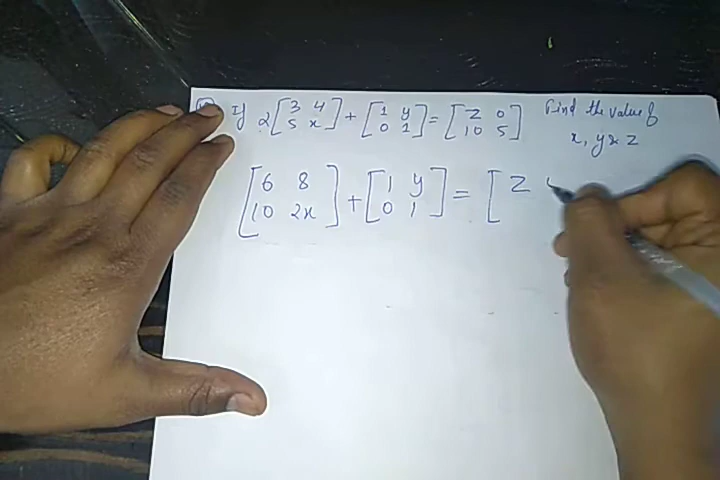 If 2 [ 3 4 ] + [ 1 y ] = [ Z 0 ] Find the value of
[ 5 x ] [ 0 1 ] [ 10 5 ] x, y & z
[ 6 8 ] + [ 1 y ] = [ Z
[ 10 2x ] [ 0 1 ]